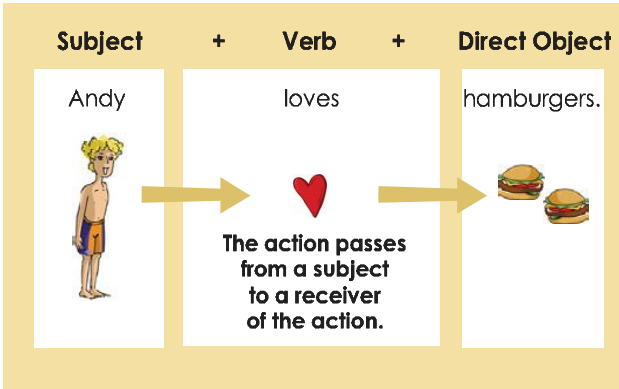 Subject + Verb + Direct Object
Andy loves hamburgers.
The action passes
from a subject
to a receiver
of the action.